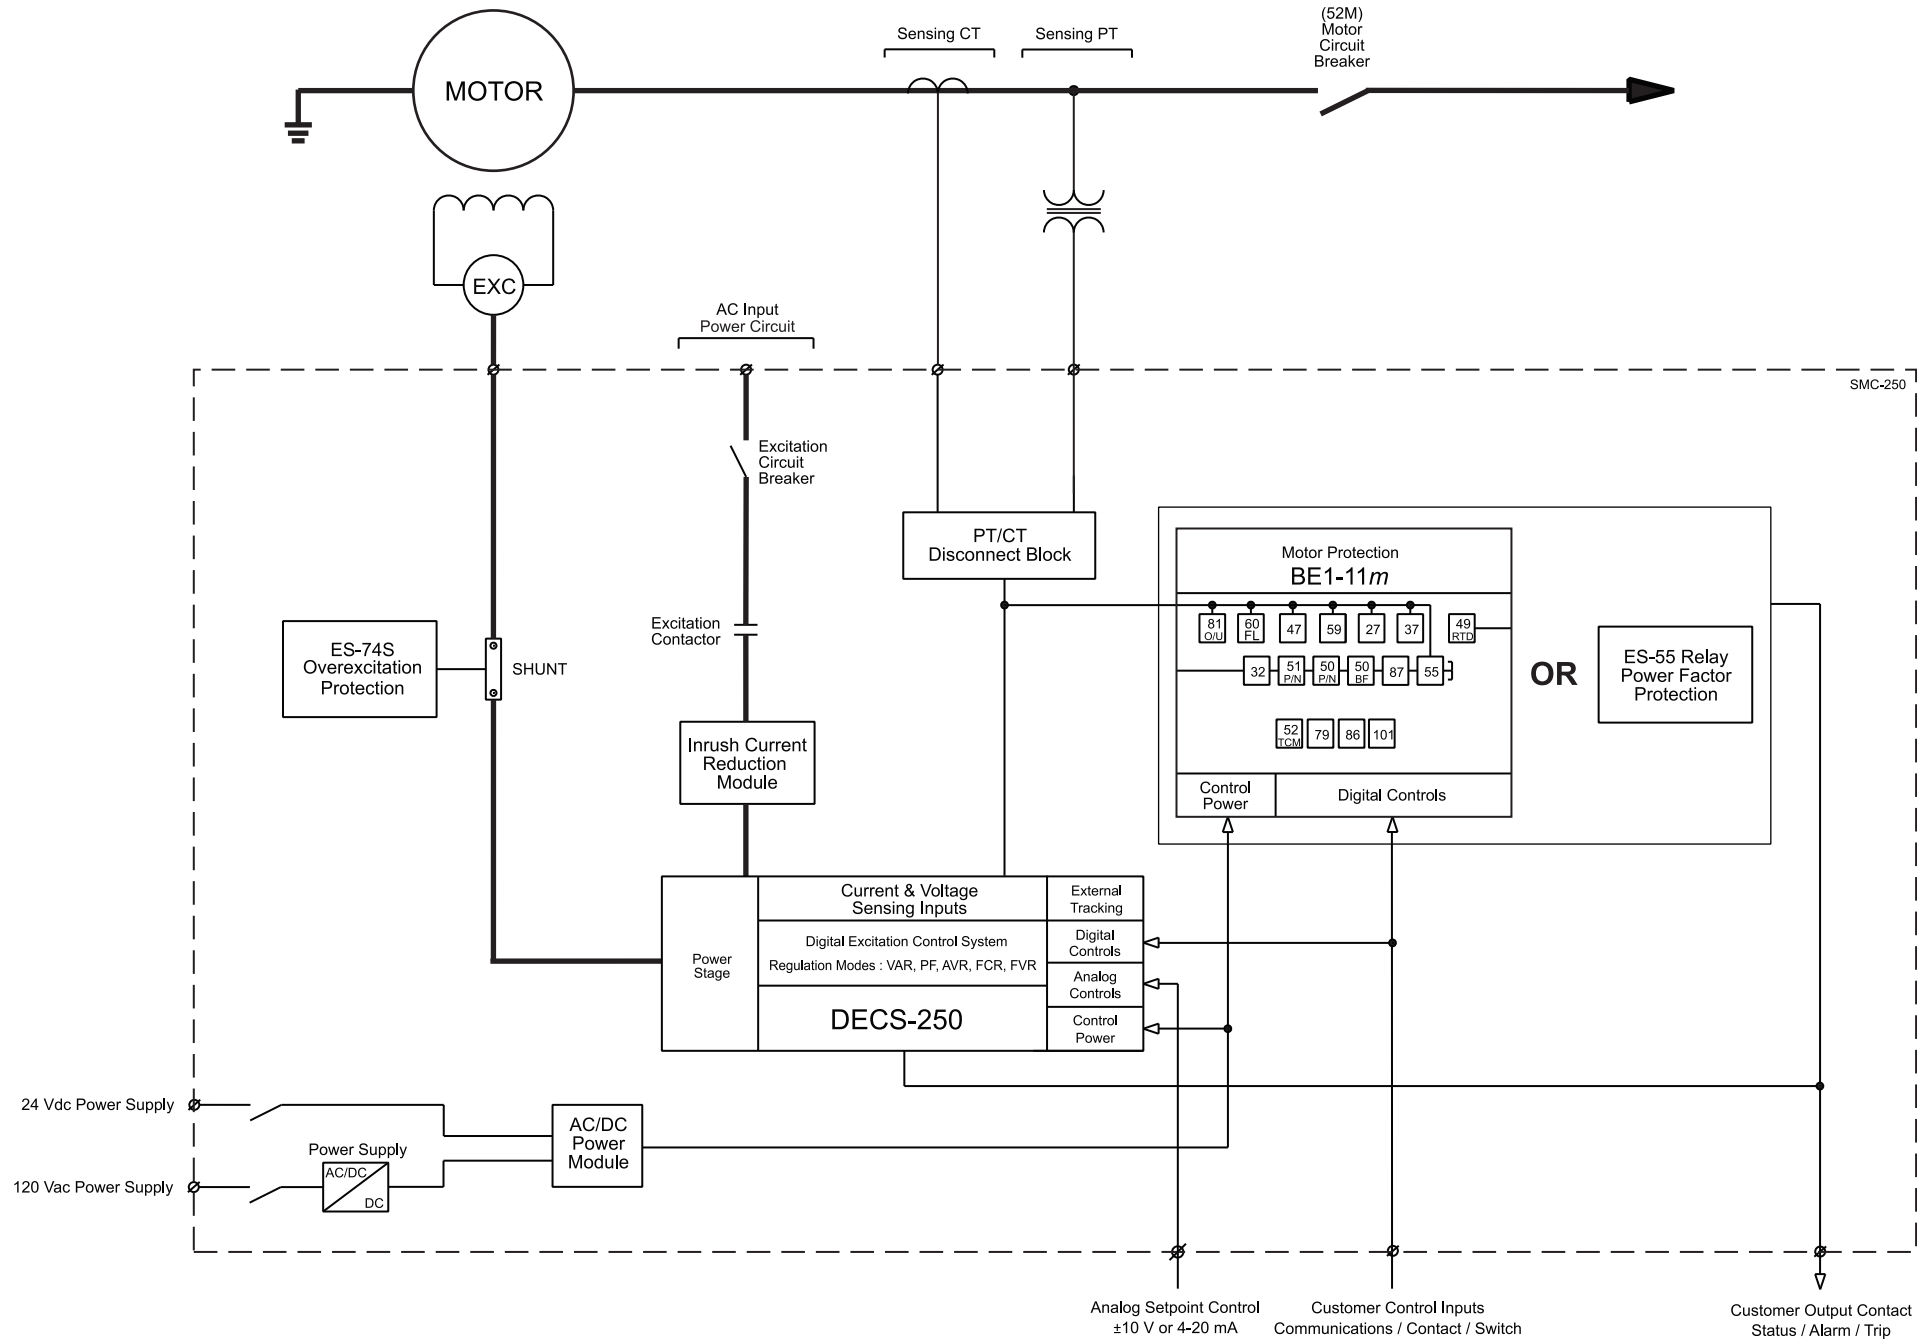 Sensing CT
Sensing PT
(52M)
Motor
Circuit
Breaker
MOTOR
EXC
AC Input
Power Circuit
SMC-250
Excitation
Circuit
Breaker
PT/CT
Disconnect Block
Motor Protection
BE1-11m
81
O/U
60
FL
47
59
27
37
49
RTD
32
51
P/N
50
P/N
50
BF
87
55
52
TCM
79
86
101
Control
Power
Digital Controls
OR
ES-55 Relay
Power Factor
Protection
Excitation
Contactor
ES-74S
Overexcitation
Protection
SHUNT
Inrush Current
Reduction
Module
Power
Stage
Current & Voltage
Sensing Inputs
Digital Excitation Control System
Regulation Modes : VAR, PF, AVR, FCR, FVR
DECS-250
External
Tracking
Digital
Controls
Analog
Controls
Control
Power
24 Vdc Power Supply
Power Supply
AC/DC
DC
AC/DC
Power
Module
120 Vac Power Supply
Analog Setpoint Control
±10 V or 4-20 mA
Customer Control Inputs
Communications / Contact / Switch
Customer Output Contact
Status / Alarm / Trip